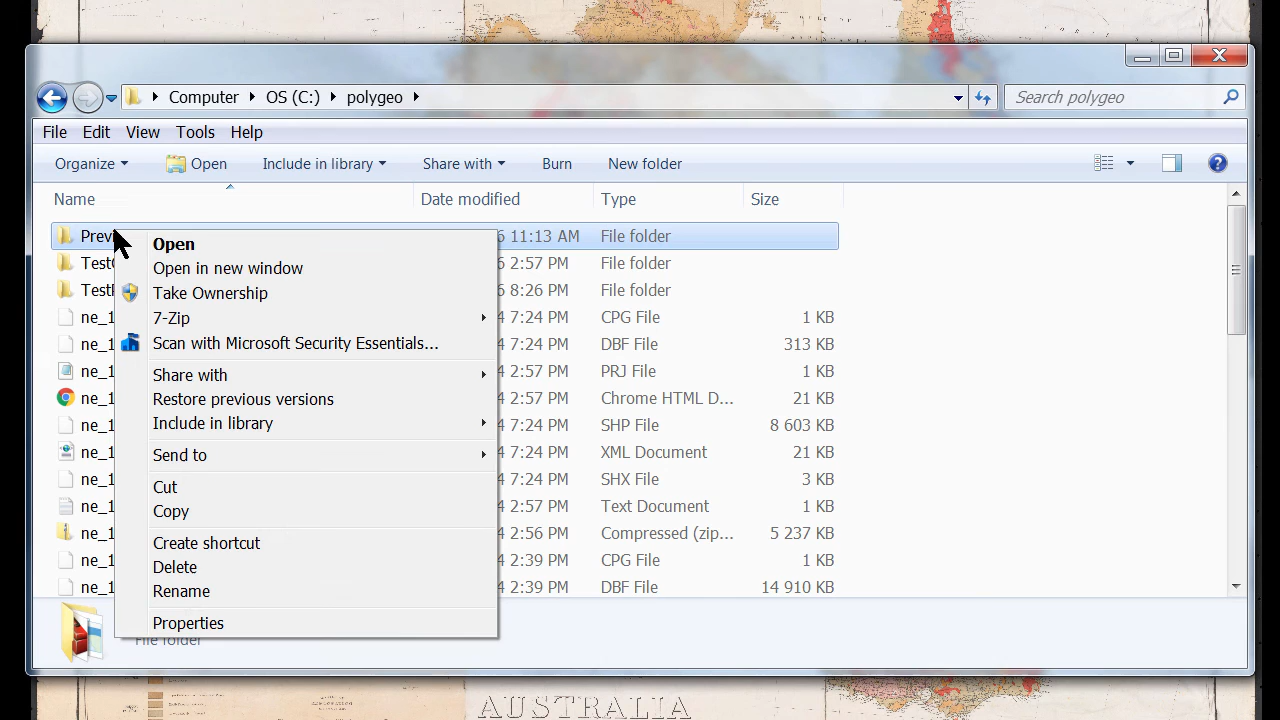 Computer OS (C:) polygeo
Search polygeo
File Edit View Tools Help
Organize Open Include in library Share with Burn New folder
Name Date modified Type Size
Prev 6 11:13 AM File folder
Test 6 2:57 PM File folder
Test 6 8:26 PM File folder
ne_1 4 7:24 PM CPG File 1 KB
ne_1 4 7:24 PM DBF File 313 KB
ne_1 4 2:57 PM PRJ File 1 KB
ne_1 4 2:57 PM Chrome HTML D... 21 KB
ne_1 4 7:24 PM SHP File 8 603 KB
ne_1 4 2:57 PM XML Document 21 KB
ne_1 4 7:24 PM SHX File 3 KB
ne_1 4 2:57 PM Text Document 1 KB
ne_1 4 2:56 PM Compressed (zip... 5 237 KB
ne_1 4 2:39 PM CPG File 1 KB
ne_1 4 2:39 PM DBF File 14 910 KB
Open
Open in new window
Take Ownership
7-Zip
Scan with Microsoft Security Essentials...
Share with
Restore previous versions
Include in library
Send to
Cut
Copy
Create shortcut
Delete
Rename
Properties
File folder
AUSTRALIA